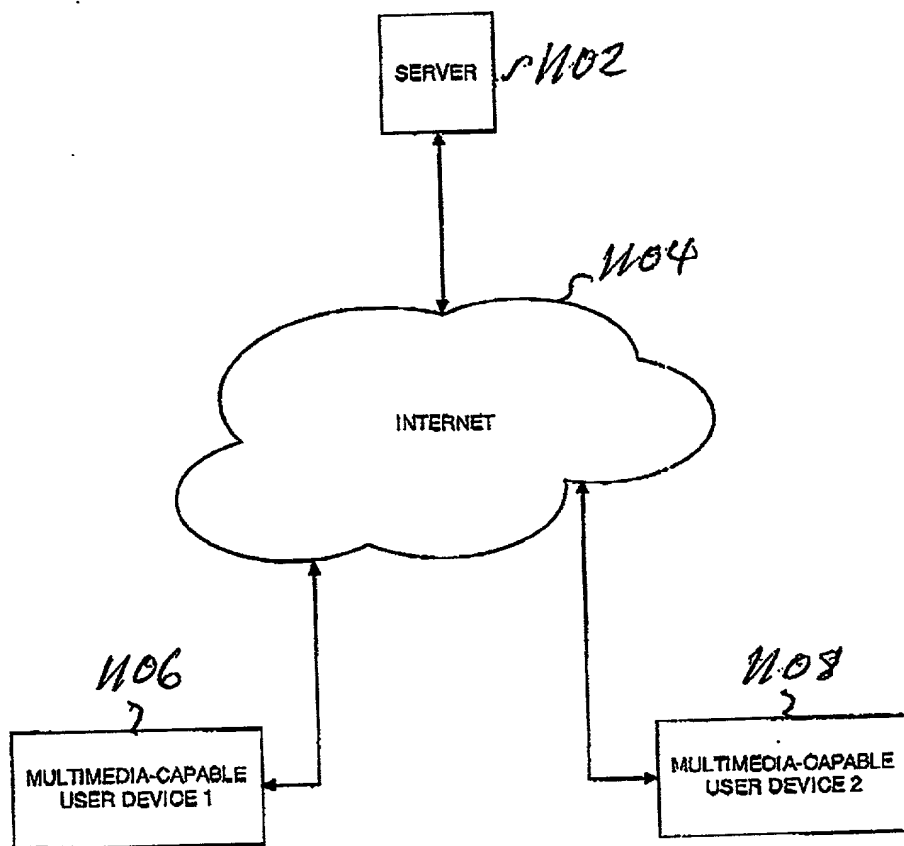 SERVER 1102
1104
INTERNET
1106
1108
MULTIMEDIA-CAPABLE
USER DEVICE 1
MULTIMEDIA-CAPABLE
USER DEVICE 2